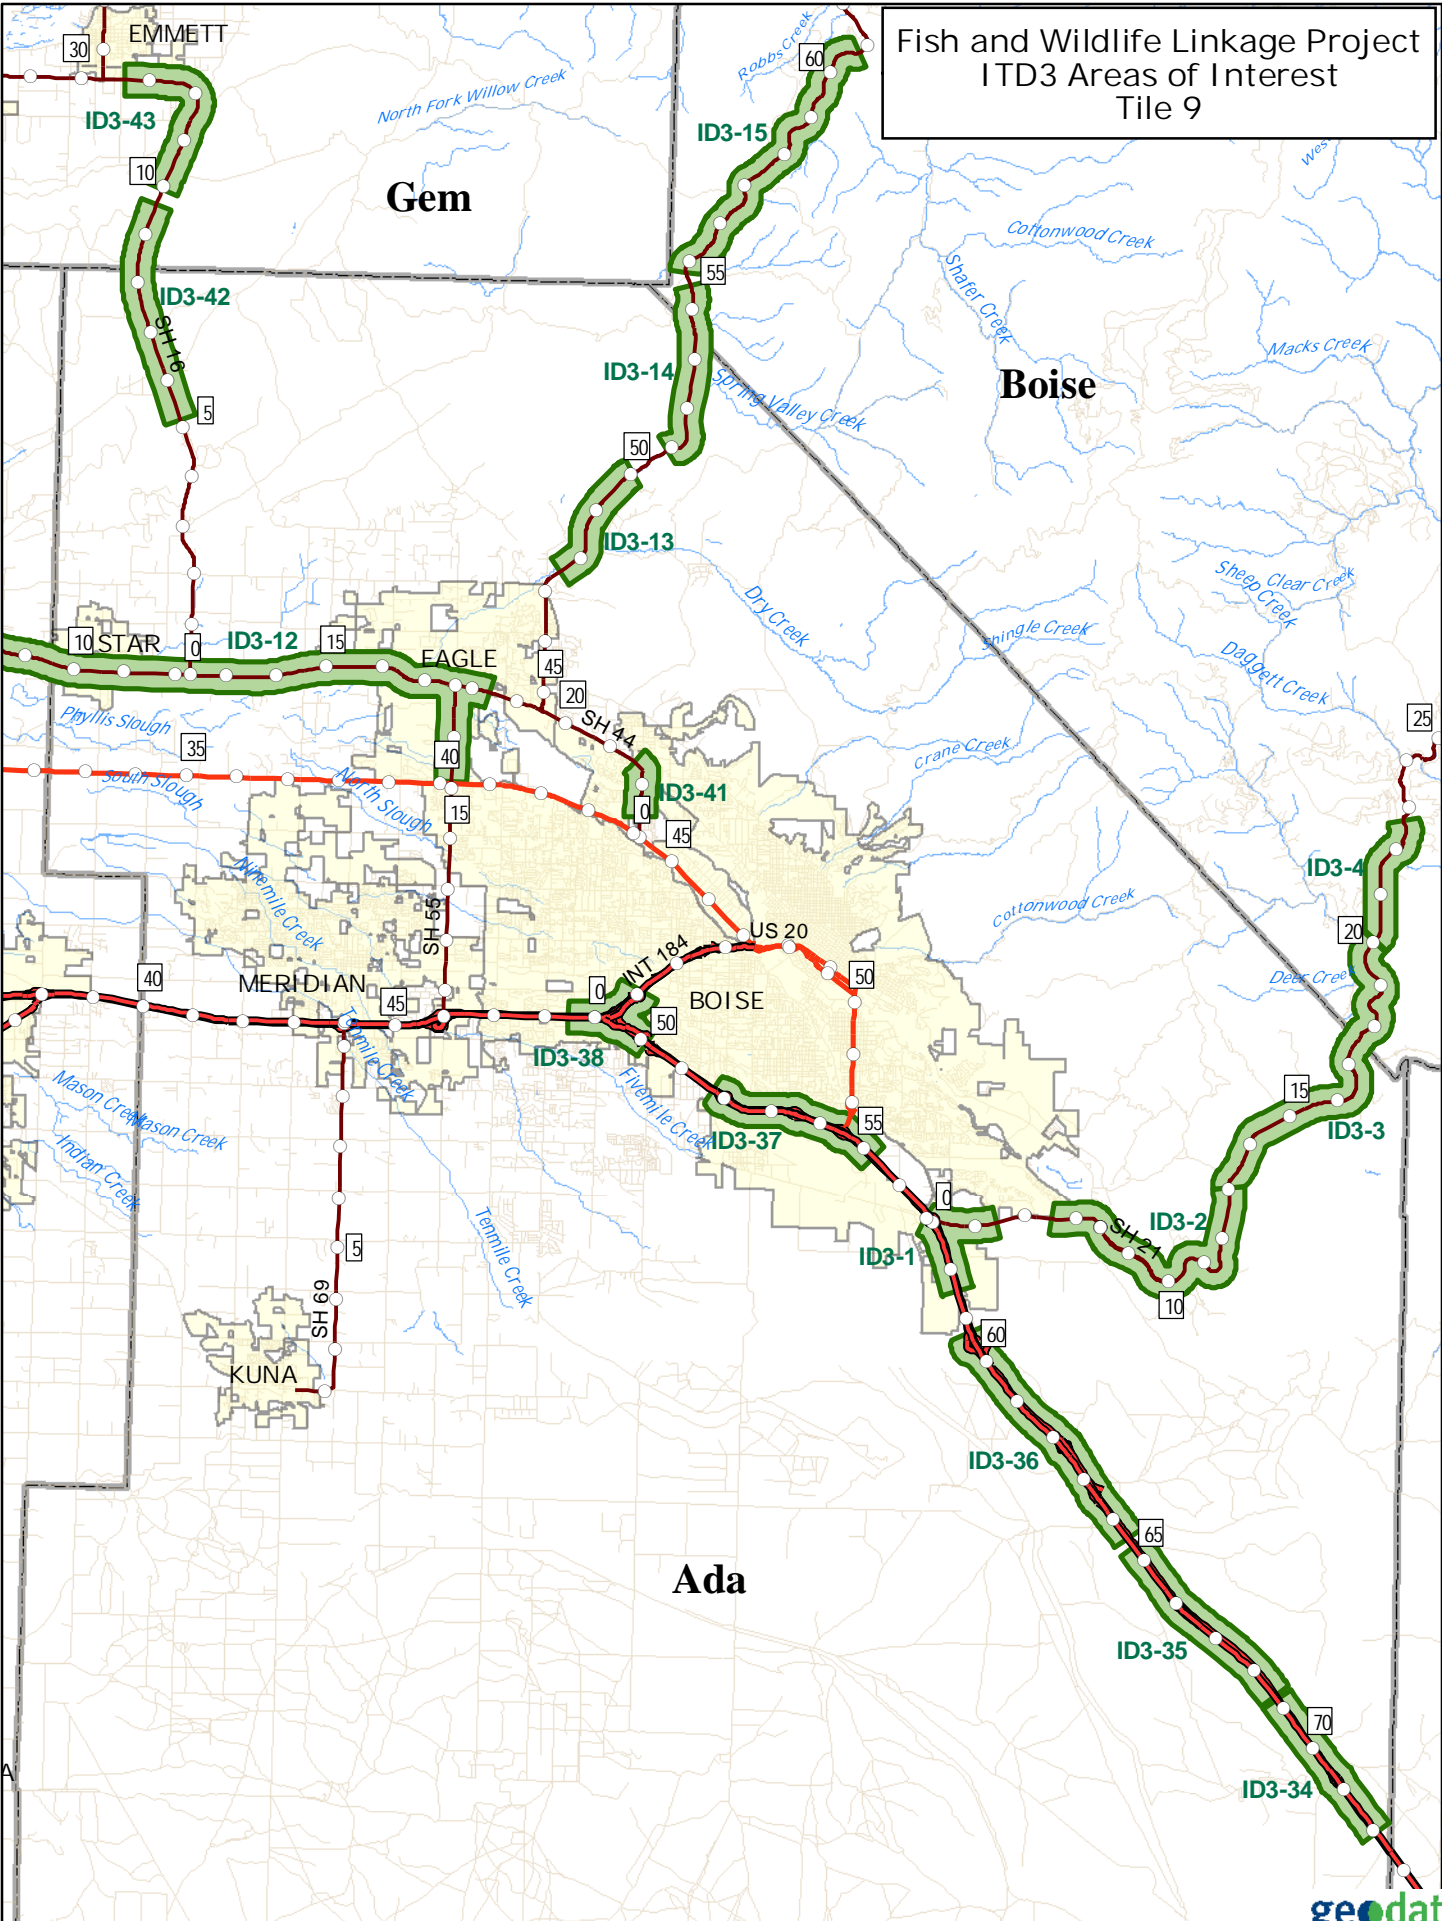 Fish and Wildlife Linkage Project
ITD3 Areas of Interest
Tile 9
EMMETT
30
ID3-43
10
North Fork Willow Creek
Robbs Creek
60
ID3-15
Gem
Cottonwood Creek
Shafer Creek
55
ID3-42
SH 16
5
ID3-14
Spring Valley Creek
Boise
Macks Creek
50
ID3-13
Dry Creek
Sheep Creek
Clear Creek
Shingle Creek
Daggett Creek
10
STAR
0
ID3-12
15
EAGLE
45
20
SH 44
Phyllis Slough
35
South Slough
North Slough
40
15
ID3-41
0
45
Crane Creek
25
Ninemile Creek
SH 55
Cottonwood Creek
ID3-4
20
Deer Creek
US 20
INT 184
40
MERIDIAN
45
0
BOISE
50
50
ID3-38
Tenmile Creek
Fivemile Creek
Mason Creek
Mason Creek
Indian Creek
ID3-37
55
15
ID3-3
Tenmile Creek
0
ID3-1
ID3-2
SH 21
10
5
SH 69
KUNA
60
ID3-36
65
Ada
ID3-35
70
ID3-34
A
geodat